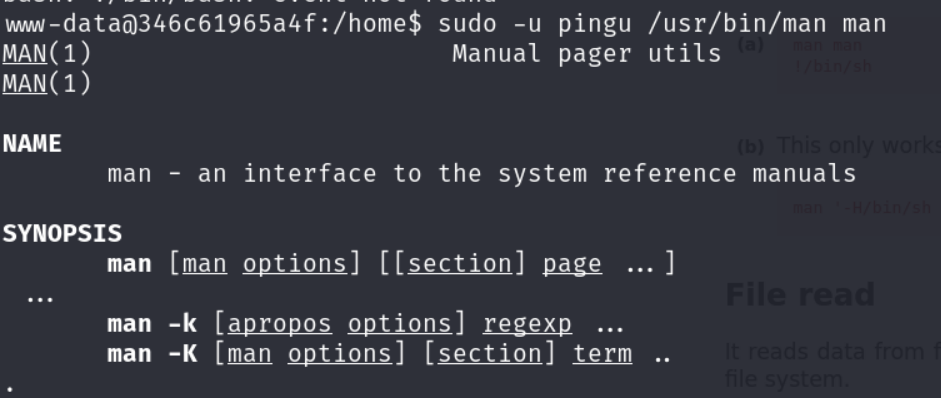 www-data@346c61965a4f:/home$ sudo -u pingu /usr/bin/man man
(a) man man
MAN(1) Manual pager utils
!/bin/sh
MAN(1)
NAME
(b) This only works
man - an interface to the system reference manuals
man '-H/bin/sh
SYNOPSIS
man [man options] [[section] page ...]
...
File read
man -k [apropos options] regexp ...
man -K [man options] [section] term ..
It reads data from f
file system.
.